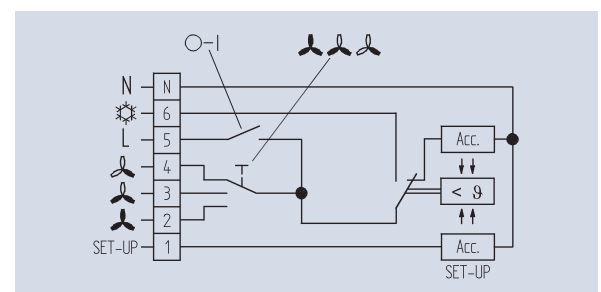 O-I
N N
6
L 5 Acc.
4
3 < ϑ
2
SET-UP 1 Acc.
SET-UP